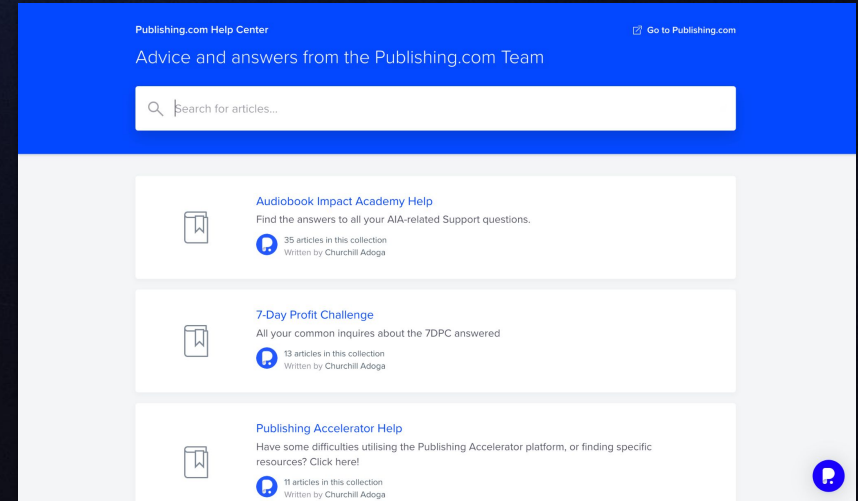 Publishing.com Help Center
Go to Publishing.com
Advice and answers from the Publishing.com Team
Search for articles...
Audiobook Impact Academy Help
Find the answers to all your AIA-related Support questions.
35 articles in this collection
Written by Churchill Adoga
7-Day Profit Challenge
All your common inquires about the 7DPC answered
13 articles in this collection
Written by Churchill Adoga
Publishing Accelerator Help
Have some difficulties utilising the Publishing Accelerator platform, or finding specific
resources? Click here!
11 articles in this collection
Written by Churchill Adoga